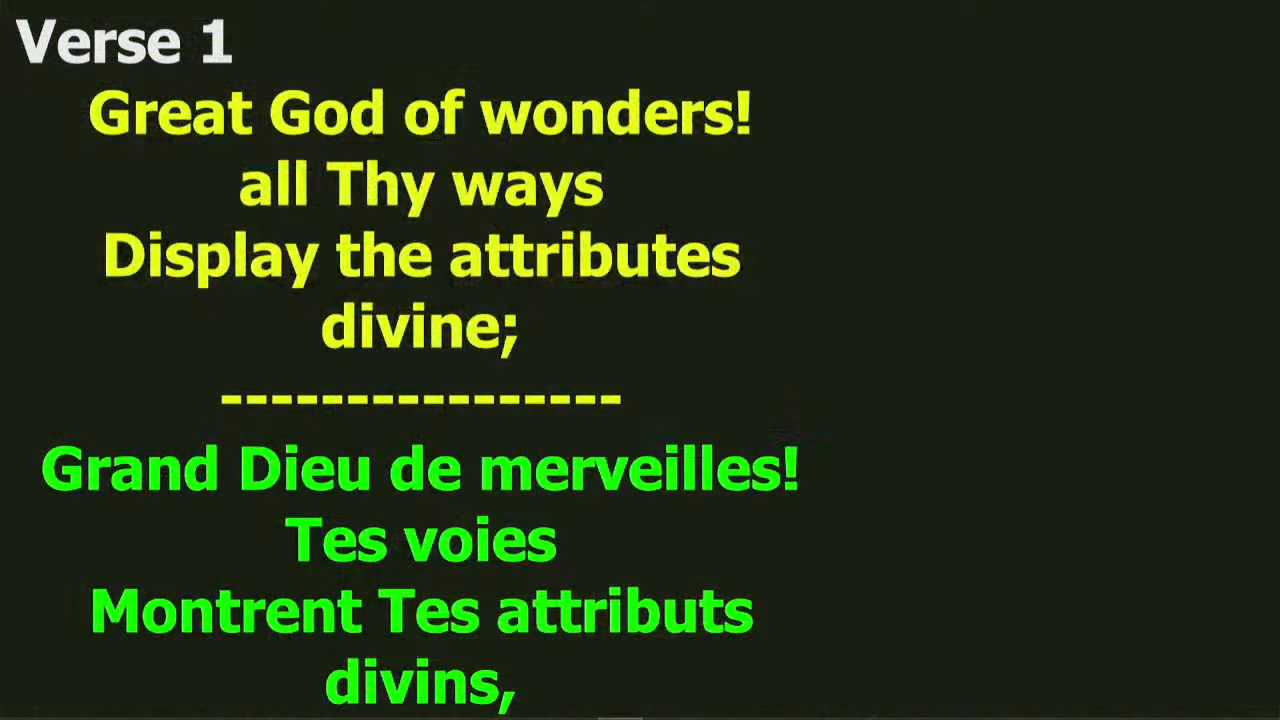 Verse 1
Great God of wonders!
all Thy ways
Display the attributes
divine;
----------------
Grand Dieu de merveilles!
Tes voies
Montrent Tes attributs
divins,